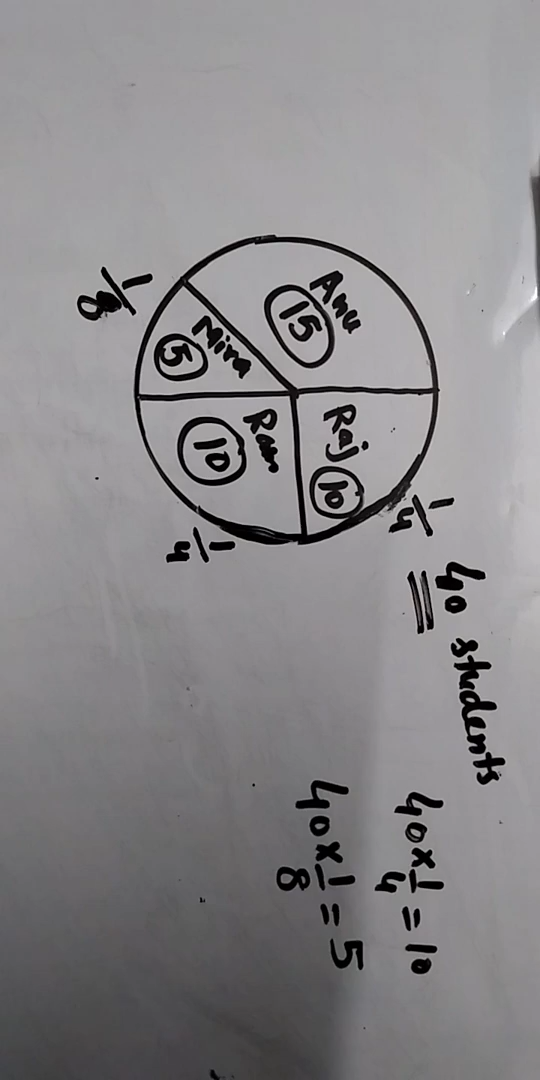 Anu
15
Raj
10
1/4
Mira
5
1/8
Ram
10
1/4
40 students
40 x 1/4 = 10
40 x 1/8 = 5